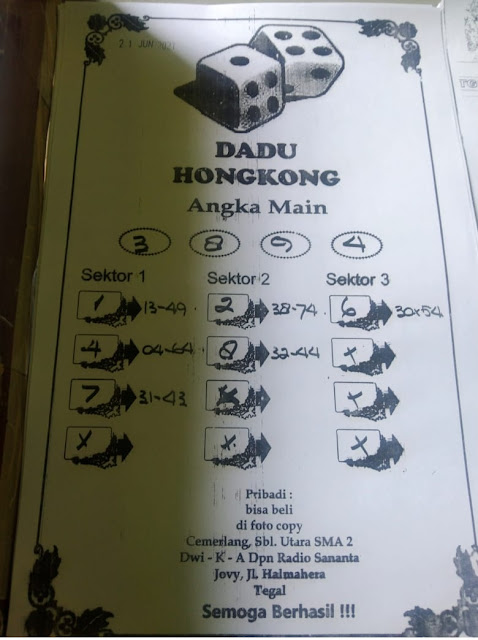 21 JUN
DADU
HONGKONG
Angka Main
3 8 9 4
Sektor 1 Sektor 2 Sektor 3
1 13-49 2 38-74 6 30x54
4 04-64 8 32-44 x
7 31-43 x x
x x x
Pribadi :
bisa beli
di foto copy
Cemerlang, Sbl. Utara SMA 2
Dwi - K - A Dpn Radio Sananta
Jovy, Jl. Halmahera
Tegal
Semoga Berhasil !!!